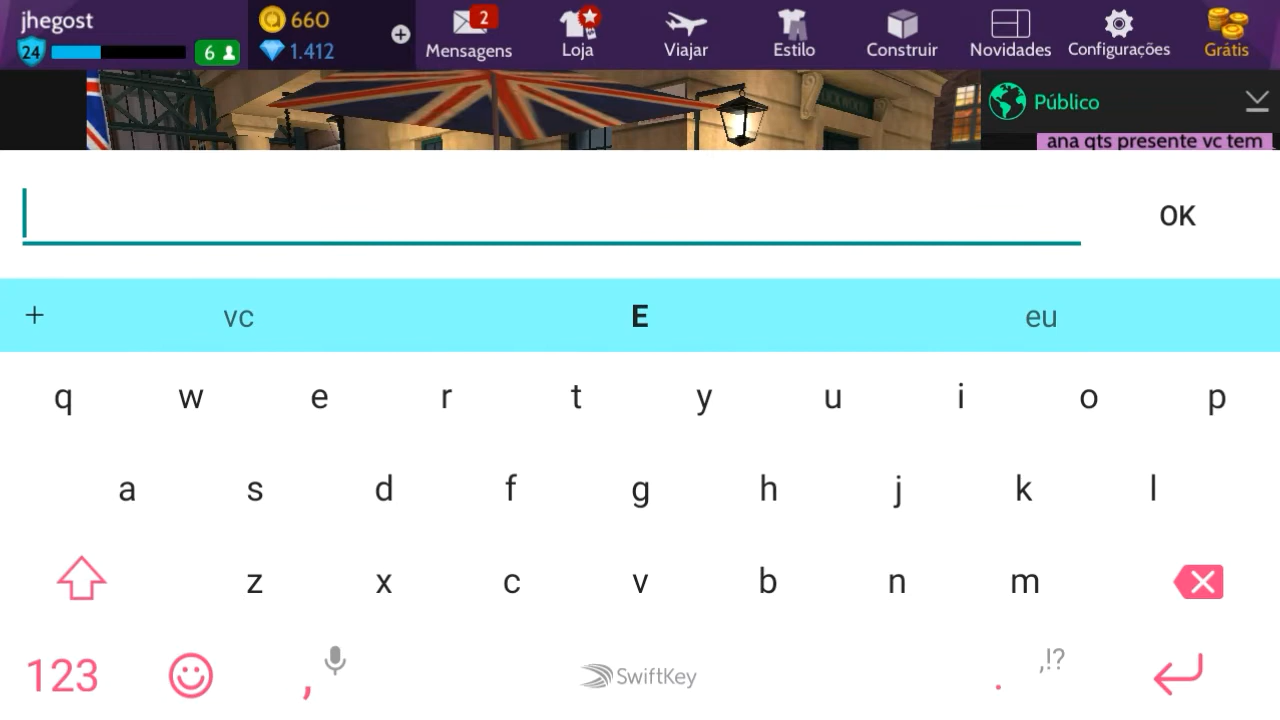 jhegost
24
6
660
1.412
2
Mensagens
Loja
Viajar
Estilo
Construir
Novidades
Configurações
Grátis
Público
ana qts presente vc tem
OK
+ vc E eu
q w e r t y u i o p
a s d f g h j k l
z x c v b n m
123 , SwiftKey . ,!?